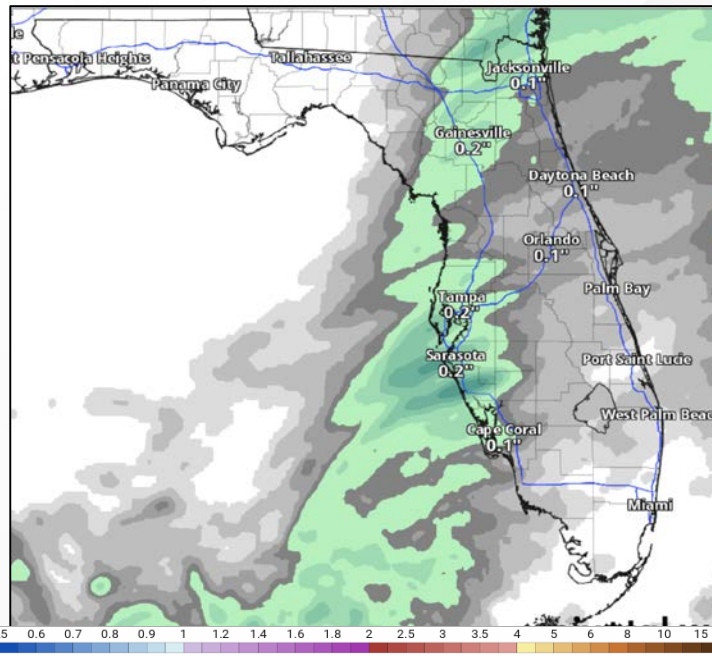 Tallahassee
t Pensacola Heights
Panama City
Jacksonville
0.1"
Gainesville
0.2"
Daytona Beach
0.1"
Orlando
0.1"
Palm Bay
Tampa
0.2"
Sarasota
0.2"
Port Saint Lucie
West Palm Beac
Cape Coral
0.1"
Miami
0.6 0.7 0.8 0.9 1 1.2 1.4 1.6 1.8 2 2.5 3 3.5 4 5 6 8 10 15